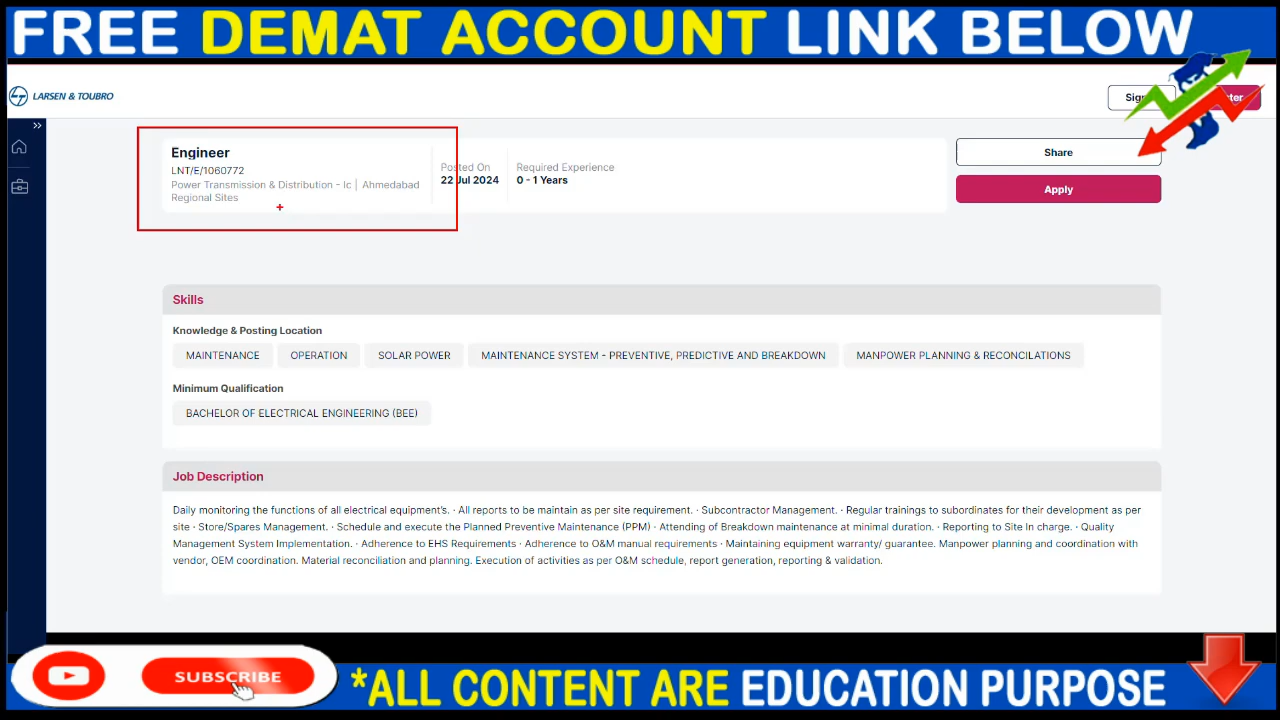 FREE DEMAT ACCOUNT LINK BELOW
LARSEN & TOUBRO
Engineer
LNT/E/1060772
Power Transmission & Distribution - Ic | Ahmedabad
Regional Sites
Posted On
22 Jul 2024
Required Experience
0 - 1 Years
Share
Apply
Skills
Knowledge & Posting Location
MAINTENANCE
OPERATION
SOLAR POWER
MAINTENANCE SYSTEM - PREVENTIVE, PREDICTIVE AND BREAKDOWN
MANPOWER PLANNING & RECONCILATIONS
Minimum Qualification
BACHELOR OF ELECTRICAL ENGINEERING (BEE)
Job Description
Daily monitoring the functions of all electrical equipment's. · All reports to be maintain as per site requirement. · Subcontractor Management. · Regular trainings to subordinates for their development as per
site · Store/Spares Management. · Schedule and execute the Planned Preventive Maintenance (PPM) · Attending of Breakdown maintenance at minimal duration. · Reporting to Site In charge. · Quality
Management System Implementation. · Adherence to EHS Requirements · Adherence to O&M manual requirements · Maintaining equipment warranty/ guarantee. Manpower planning and coordination with
vendor, OEM coordination. Material reconciliation and planning. Execution of activities as per O&M schedule, report generation, reporting & validation.
SUBSCRIBE
*ALL CONTENT ARE EDUCATION PURPOSE